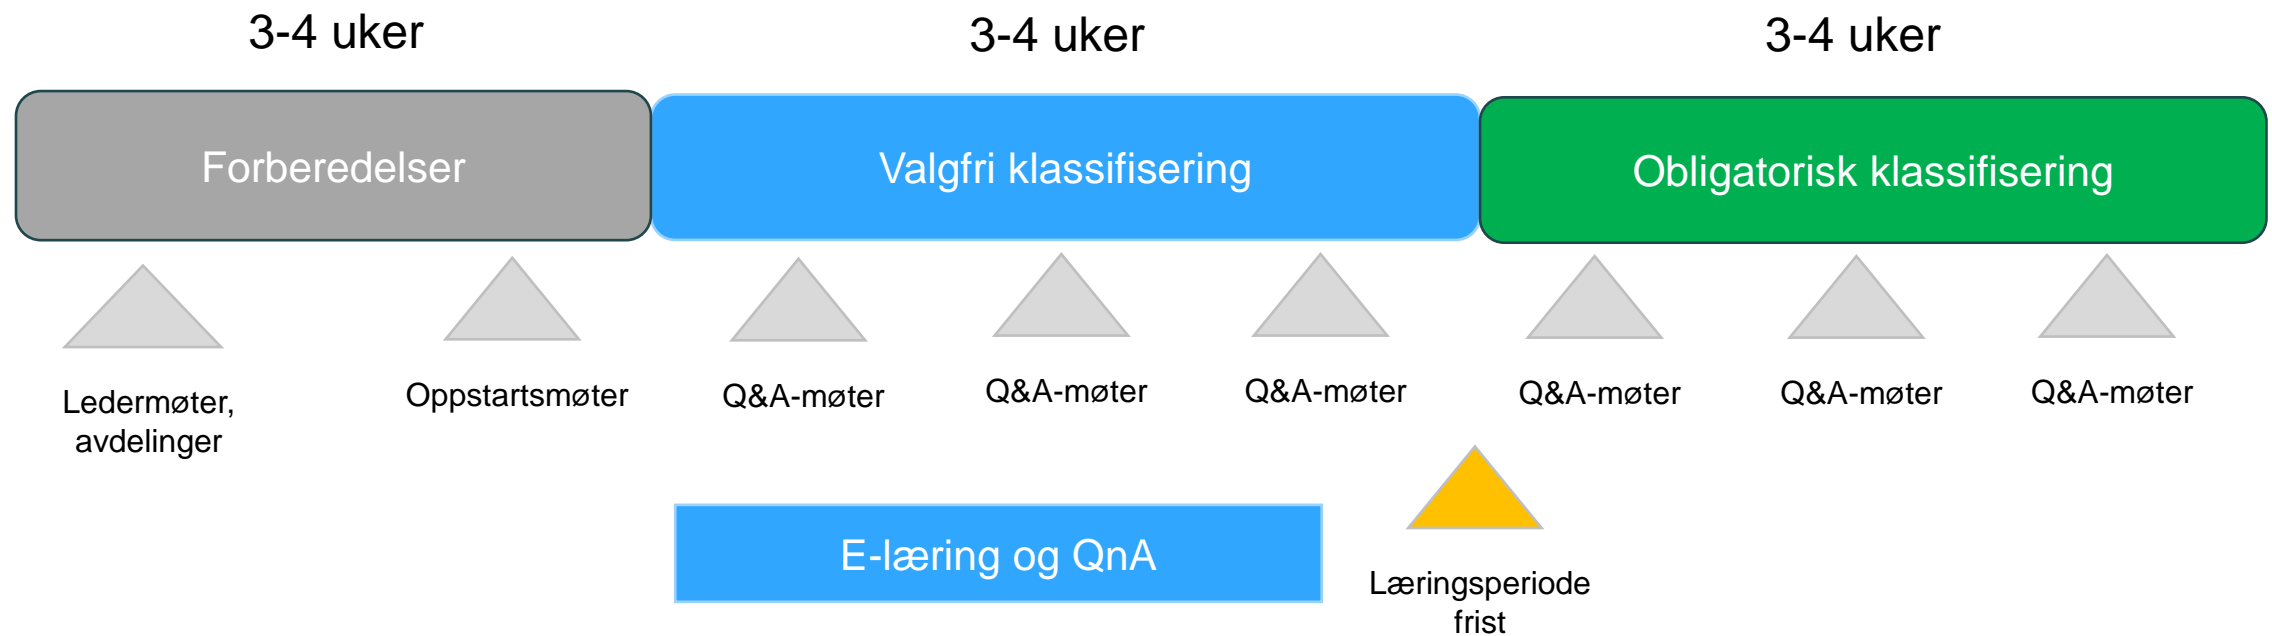 3-4 uker
3-4 uker
3-4 uker
Forberedelser
Valgfri klassifisering
Obligatorisk klassifisering
Ledermøter,
avdelinger
Oppstartsmøter
Q&A-møter
Q&A-møter
Q&A-møter
Q&A-møter
Q&A-møter
Q&A-møter
E-læring og QnA
Læringsperiode
frist